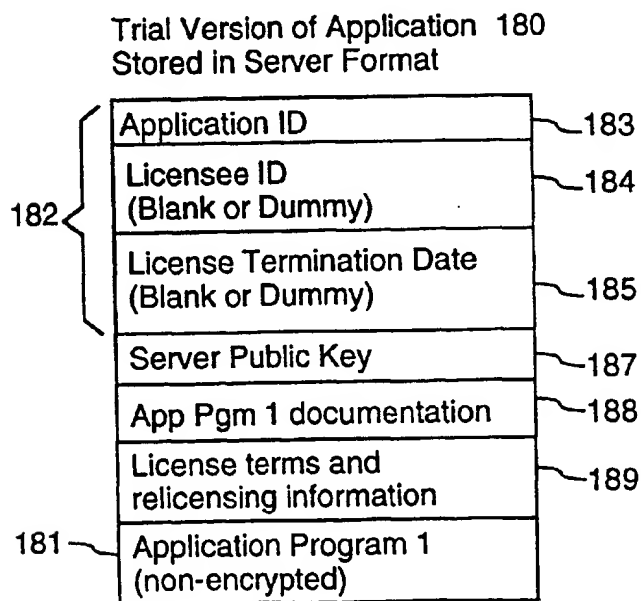 Trial Version of Application 180
Stored in Server Format
Application ID
183
Licensee ID
(Blank or Dummy)
184
182
License Termination Date
(Blank or Dummy)
185
Server Public Key
187
App Pgm 1 documentation
188
License terms and
relicensing information
189
181
Application Program 1
(non-encrypted)